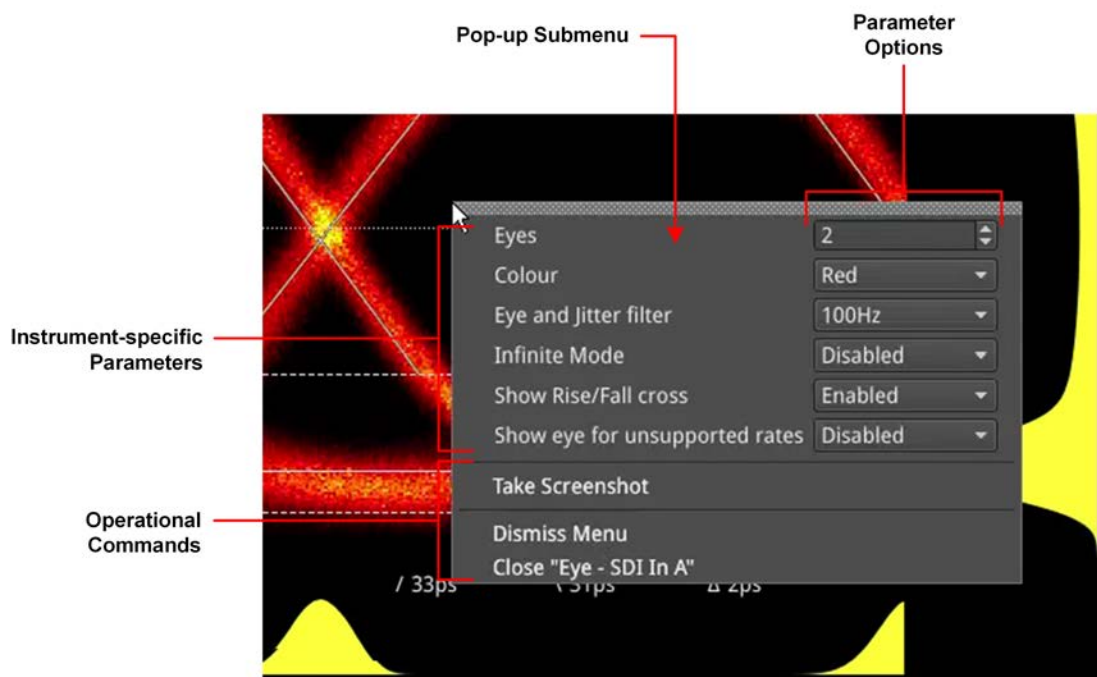 Pop-up Submenu
Parameter
Options
Instrument-specific
Parameters
Operational
Commands
Eyes 2
Colour Red
Eye and Jitter filter 100Hz
Infinite Mode Disabled
Show Rise/Fall cross Enabled
Show eye for unsupported rates Disabled
Take Screenshot
Dismiss Menu
Close "Eye - SDI In A"
/ 33ps \ 31ps Δ 2ps